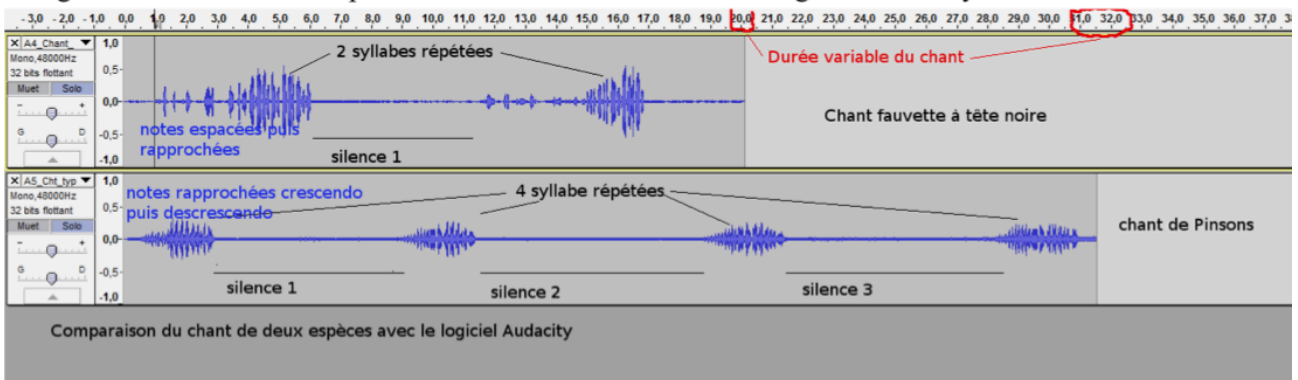 - 3,0 - 2,0 - 1,0 0,0 1,0 2,0 3,0 4,0 5,0 6,0 7,0 8,0 9,0 10,0 11,0 12,0 13,0 14,0 15,0 16,0 17,0 18,0 19,0 20,0 21,0 22,0 23,0 24,0 25,0 26,0 27,0 28,0 29,0 30,0 31,0 32,0 33,0 34,0 35,0 36,0 37,0
A4_Chant_
Mono,48000Hz
32 bits flottant
Muet Solo
- +
G D
1,0
0,5
0,0
-0,5
-1,0
2 syllabes répétées
Durée variable du chant
Chant fauvette à tête noire
notes espacées puis
rapprochées
silence 1
A5_Cht_typ
Mono,48000Hz
32 bits flottant
Muet Solo
- +
G D
1,0
0,5
0,0
-0,5
-1,0
notes rapprochées crescendo
puis descrescendo
4 syllabe répétées
chant de Pinsons
silence 1
silence 2
silence 3
Comparaison du chant de deux espèces avec le logiciel Audacity